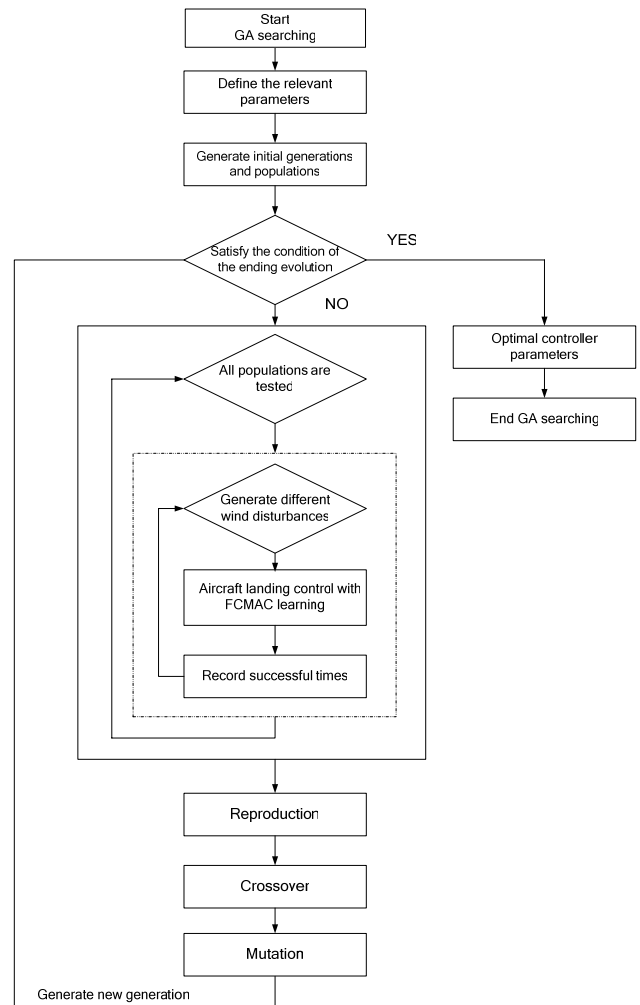 Start
GA searching
Define the relevant
parameters
Generate initial generations
and populations
Satisfy the condition of
the ending evolution
YES
NO
Optimal controller
parameters
End GA searching
All populations are
tested
Generate different
wind disturbances
Aircraft landing control with
FCMAC learning
Record successful times
Reproduction
Crossover
Mutation
Generate new generation